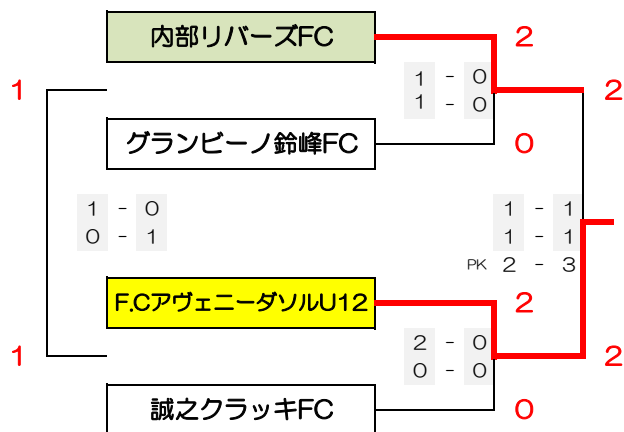 内部リバーズFC 2
1 1 - 0 2
1 - 0
グランビーノ鈴峰FC 0
1 - 0 1 - 1
0 - 1 1 - 1
PK 2 - 3
F.CアヴェニーダソルU12 2
2 - 0
1 0 - 0 2
誠之クラッキFC 0